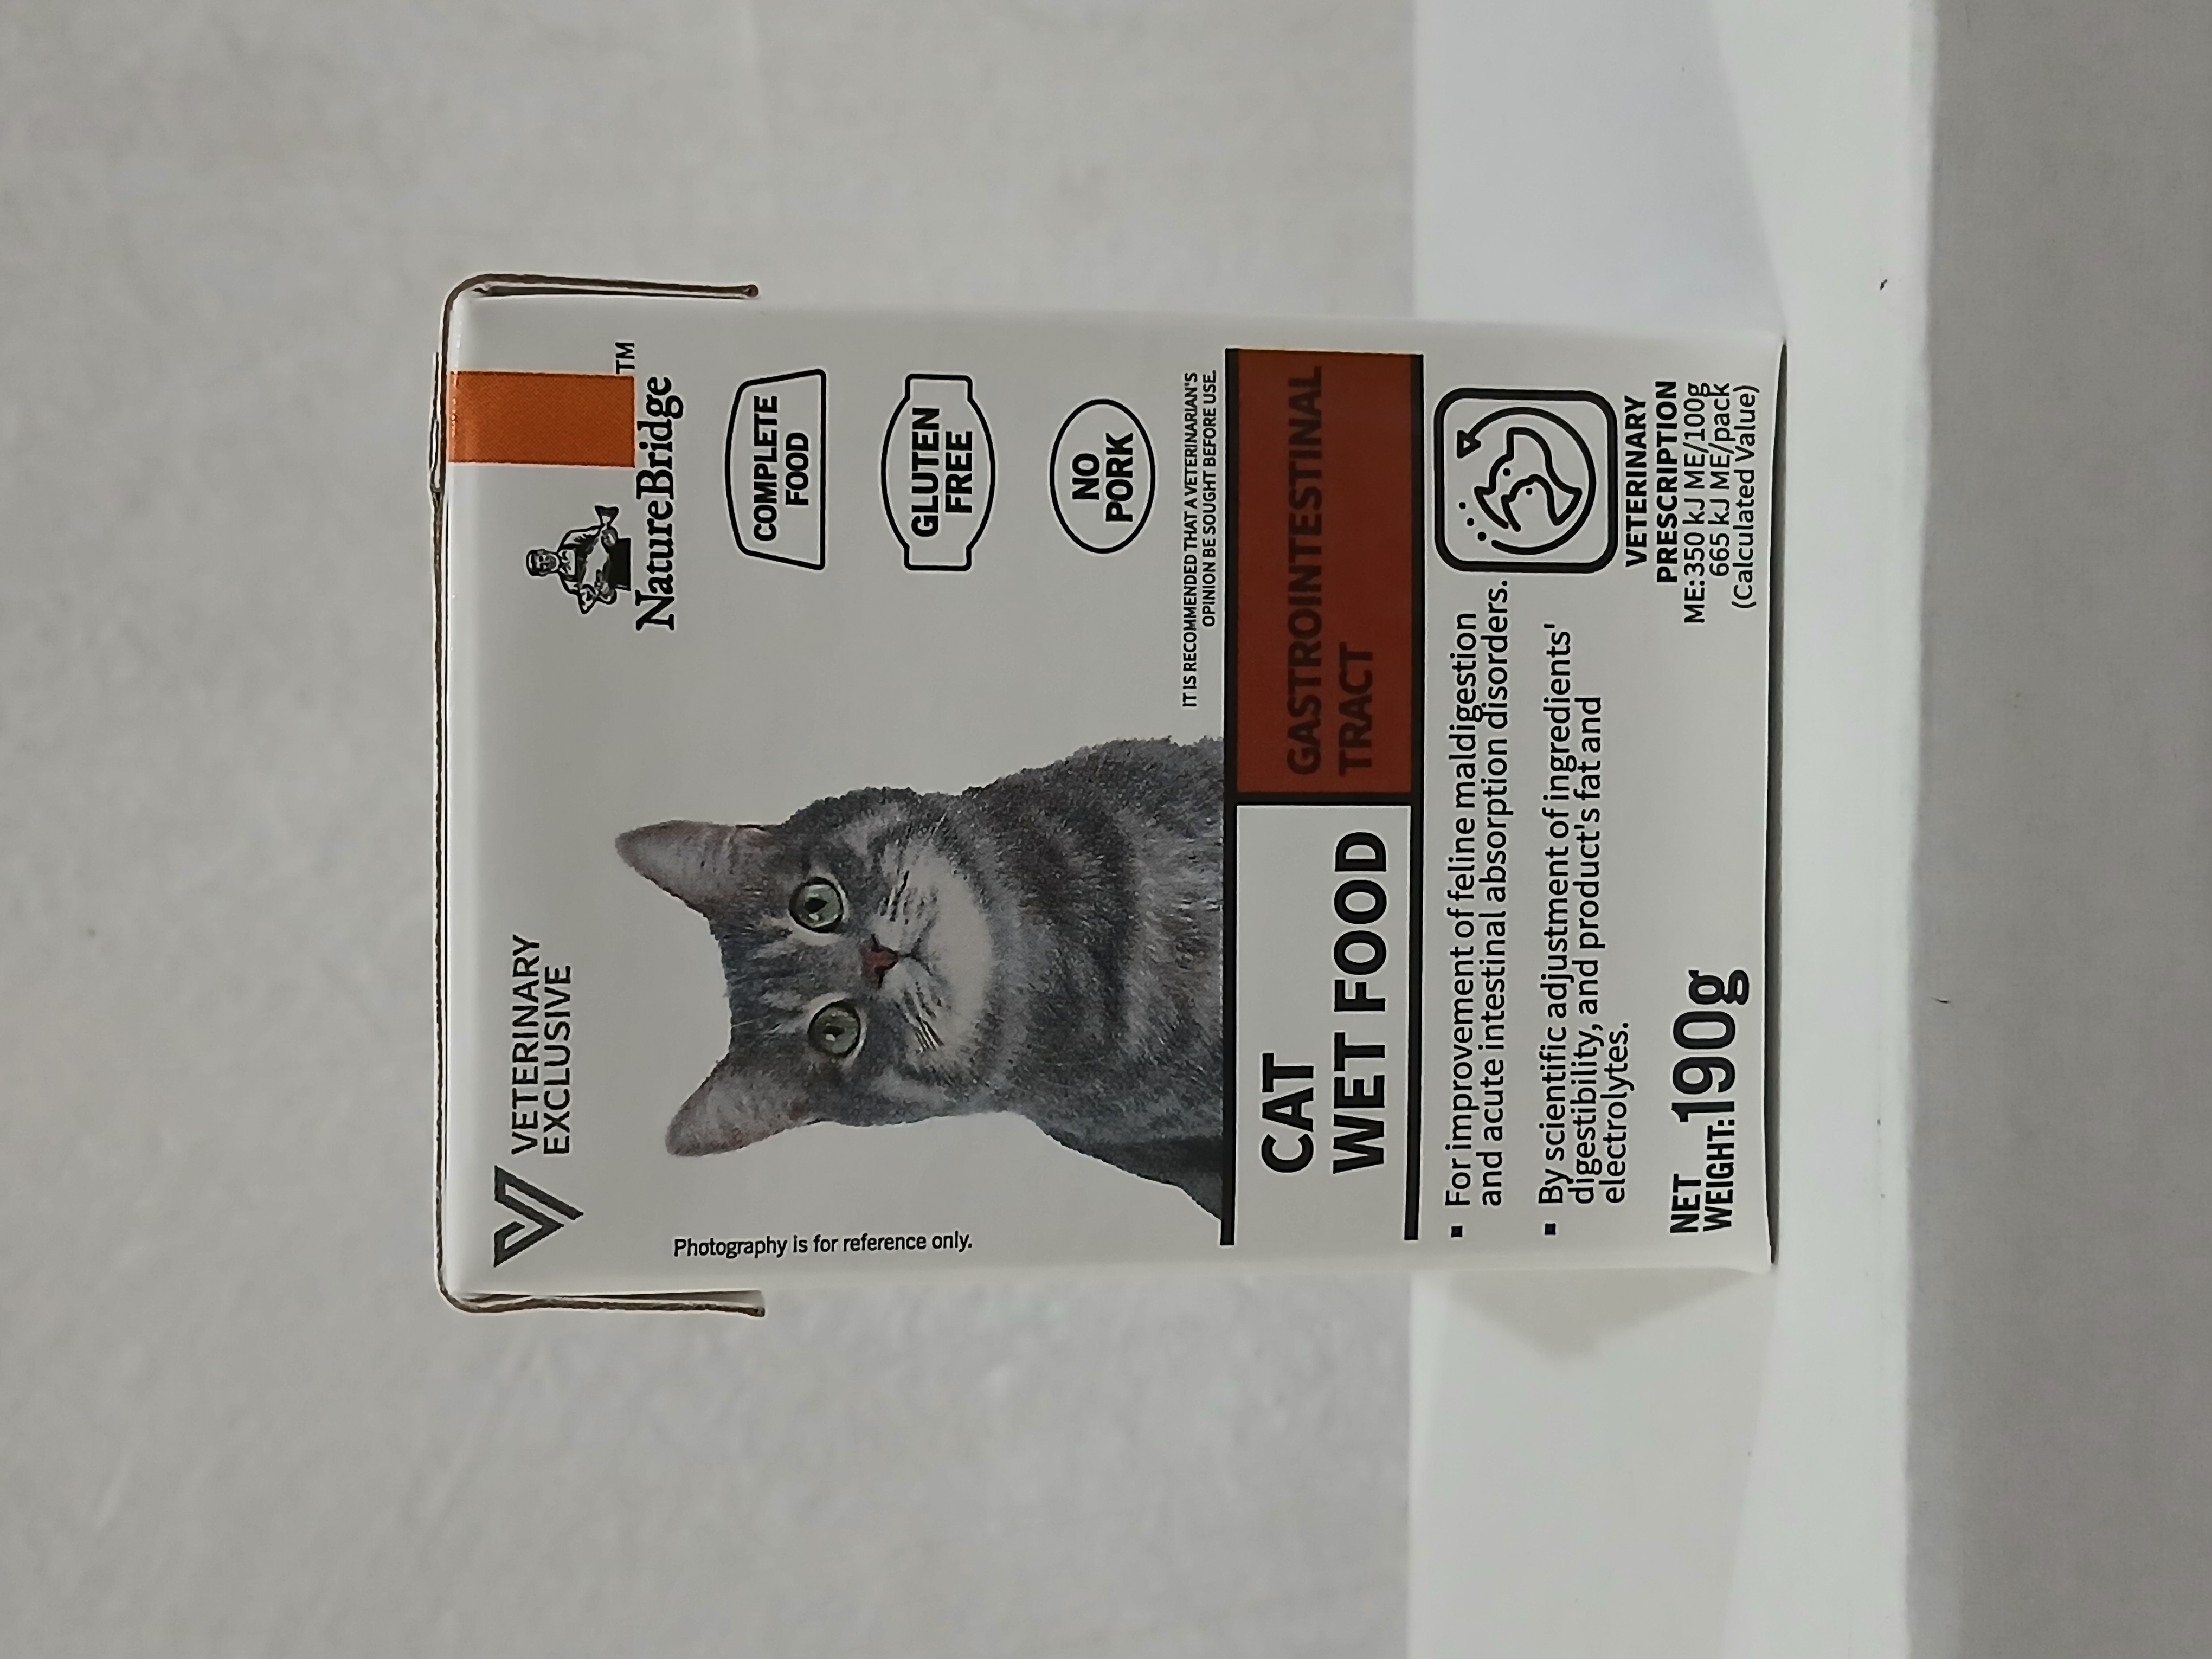 VETERINARY
EXCLUSIVE
NatureBridge™
Photography is for reference only.
COMPLETE
FOOD
GLUTEN
FREE
NO
PORK
IT IS RECOMMENDED THAT A VETERINARIAN'S
OPINION BE SOUGHT BEFORE USE.
CAT
WET FOOD
GASTROINTESTINAL
TRACT
▪ For improvement of feline maldigestion
and acute intestinal absorption disorders.
▪ By scientific adjustment of ingredients'
digestibility, and product's fat and
electrolytes.
VETERINARY
PRESCRIPTION
NET
WEIGHT:190g
ME:350 kJ ME/100g
665 kJ ME/pack
(Calculated Value)